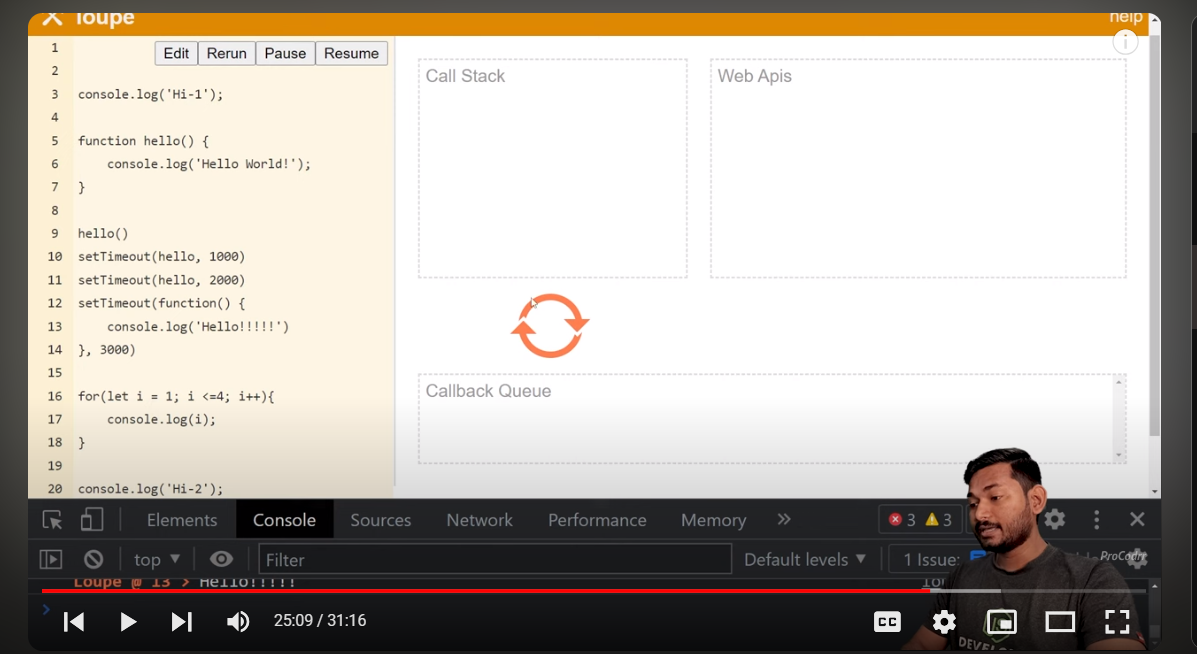 loupe
help
Edit Rerun Pause Resume
1
2
3 console.log('Hi-1');
4
5 function hello() {
6 console.log('Hello World!');
7 }
8
9 hello()
10 setTimeout(hello, 1000)
11 setTimeout(hello, 2000)
12 setTimeout(function() {
13 console.log('Hello!!!!!')
14 }, 3000)
15
16 for(let i = 1; i <=4; i++){
17 console.log(i);
18 }
19
20 console.log('Hi-2');
Call Stack
Web Apis
Callback Queue
Elements Console Sources Network Performance Memory » 3 3
top Filter Default levels 1 Issue:
ProCodrr
Loupe @ 13 > Hello!!!!!
25:09 / 31:16
CC